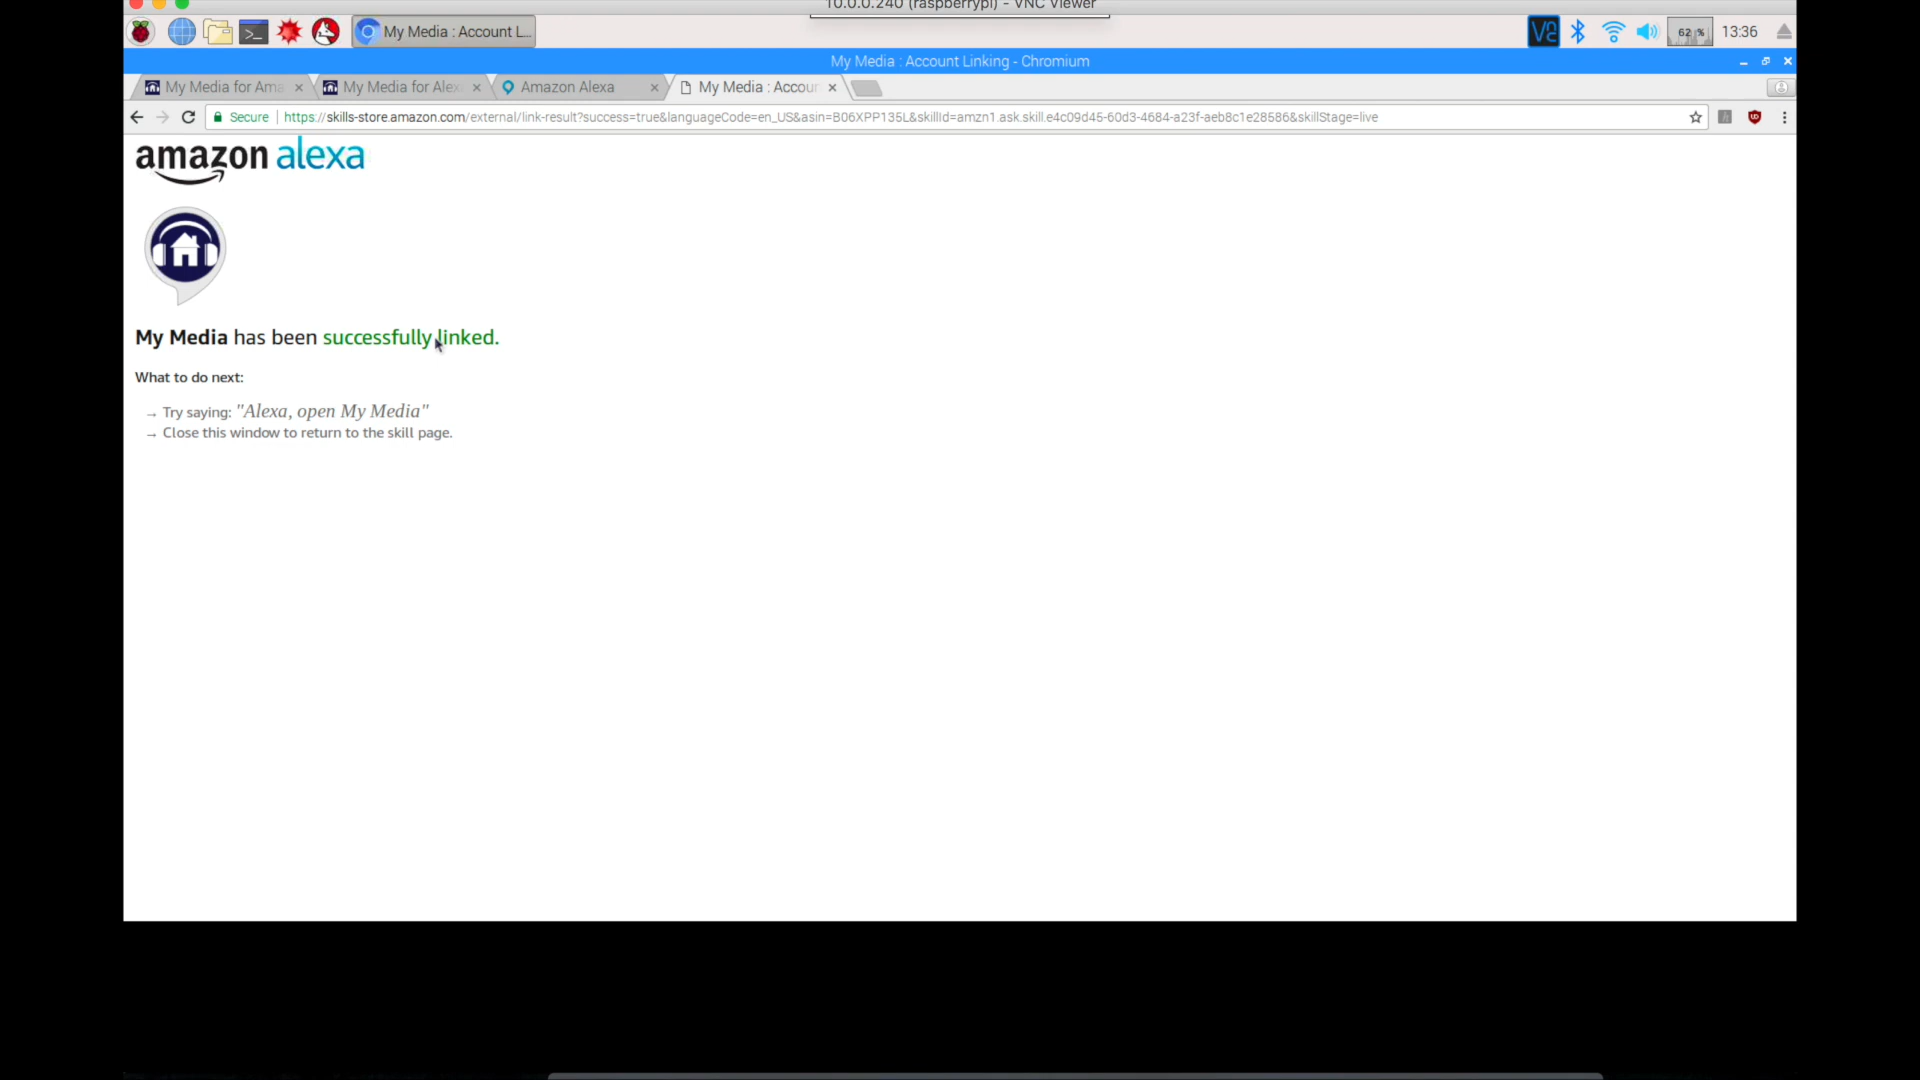 10.0.0.240 (raspberrypi) - VNC Viewer
My Media : Account L...
62 %
13:36
My Media : Account Linking - Chromium
My Media for Ama
My Media for Alex
Amazon Alexa
My Media : Accour
Secure
https://skills-store.amazon.com/external/link-result?success=true&languageCode=en_US&asin=B06XPP135L&skillId=amzn1.ask.skill.e4c09d45-60d3-4684-a23f-aeb8c1e28586&skillStage=live
amazon alexa
My Media has been successfully linked.
What to do next:
→ Try saying: "Alexa, open My Media"
→ Close this window to return to the skill page.